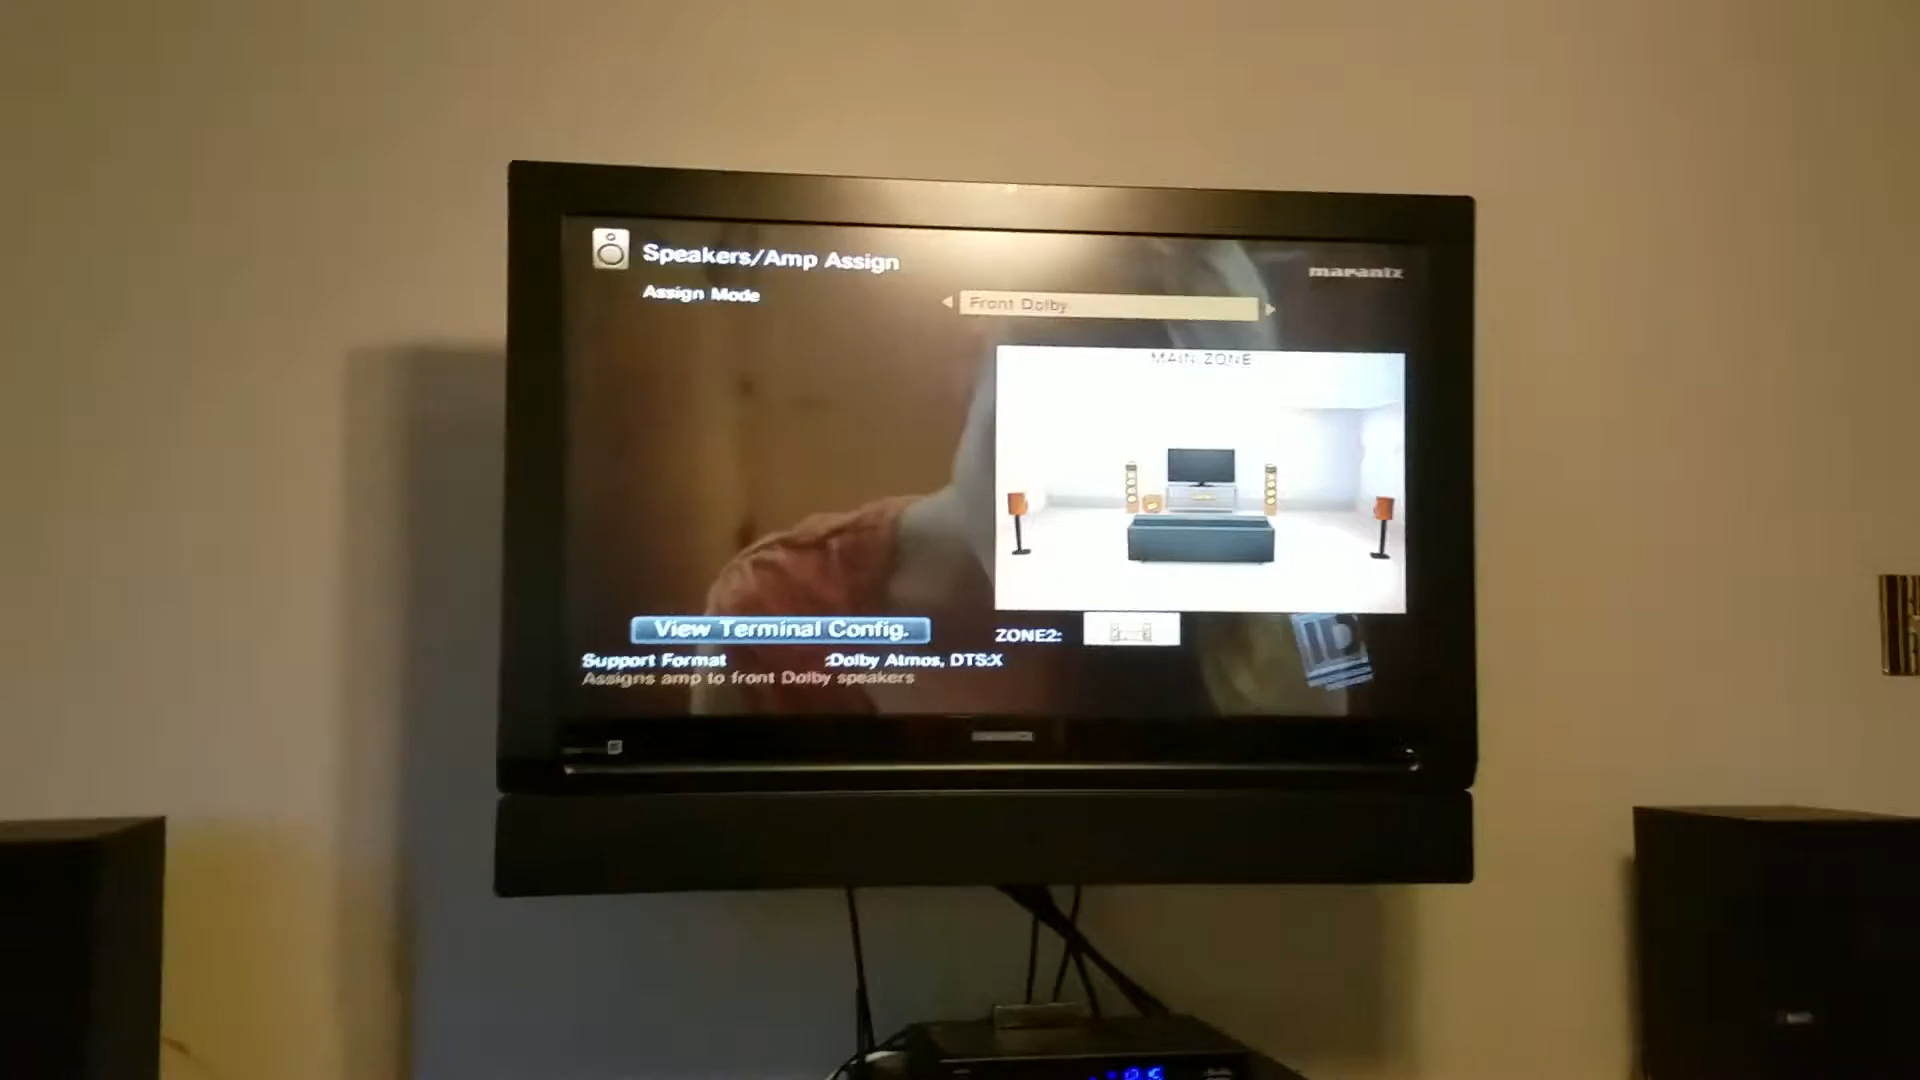 Speakers/Amp Assign
marantz
Assign Mode
Front Dolby
MAIN ZONE
View Terminal Config.
ZONE2:
Support Format :Dolby Atmos, DTS:X
Assigns amp to front Dolby speakers
ID